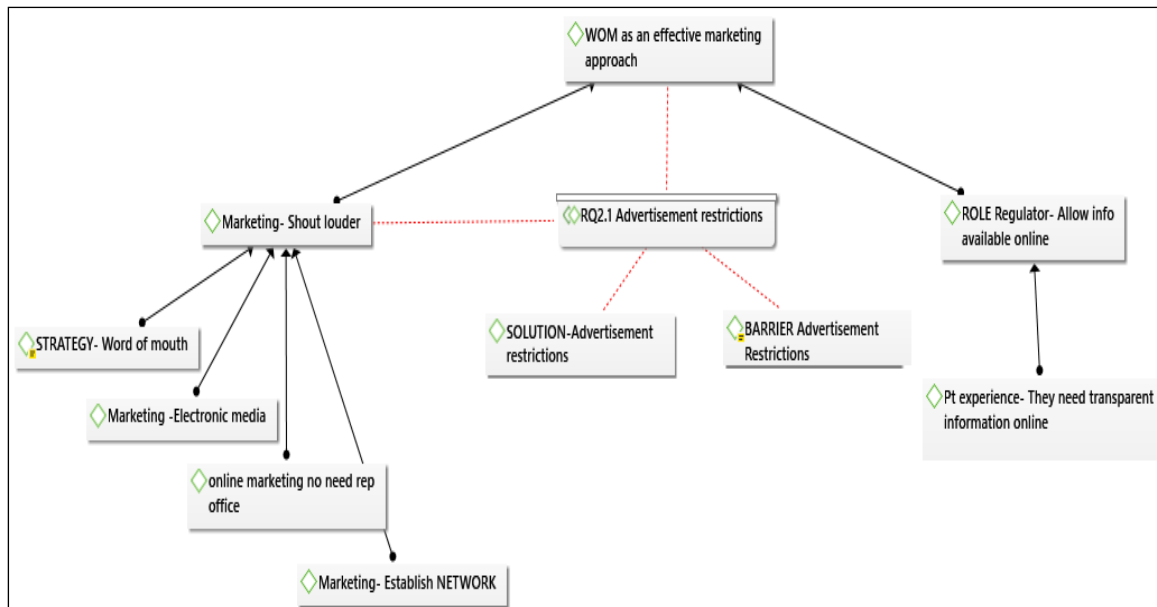 WOM as an effective marketing
approach
Marketing- Shout louder
RQ2.1 Advertisement restrictions
ROLE Regulator- Allow info
available online
STRATEGY- Word of mouth
SOLUTION-Advertisement
restrictions
BARRIER Advertisement
Restrictions
Marketing -Electronic media
Pt experience- They need transparent
information online
online marketing no need rep
office
Marketing- Establish NETWORK